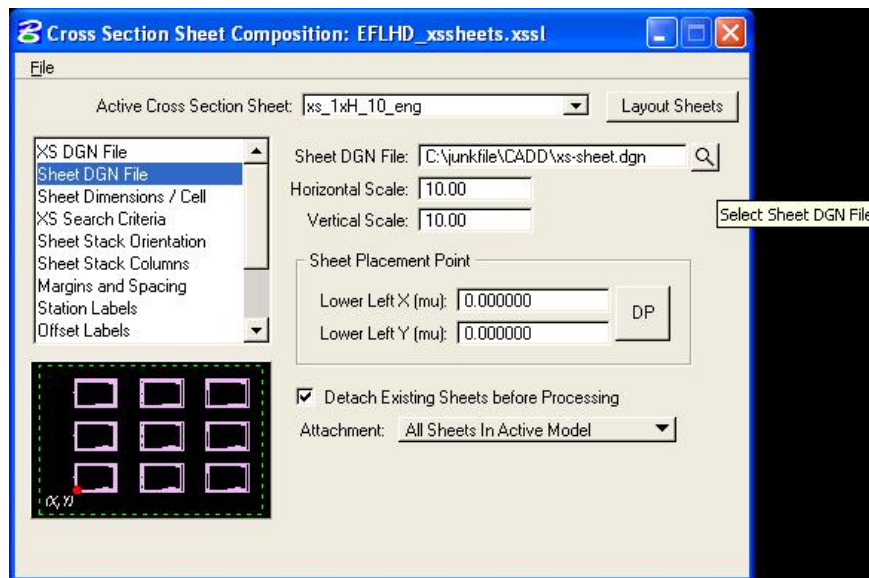 Cross Section Sheet Composition: EFLHD_xssheets.xssl
File
Active Cross Section Sheet: xs_1xH_10_eng Layout Sheets
XS DGN File
Sheet DGN File
Sheet Dimensions / Cell
XS Search Criteria
Sheet Stack Orientation
Sheet Stack Columns
Margins and Spacing
Station Labels
Offset Labels
Sheet DGN File: C:\junkfile\CADD\xs-sheet.dgn
Horizontal Scale: 10.00
Vertical Scale: 10.00
Select Sheet DGN File
Sheet Placement Point
Lower Left X (mu): 0.000000
Lower Left Y (mu): 0.000000
DP
Detach Existing Sheets before Processing
Attachment: All Sheets In Active Model
(X, Y)